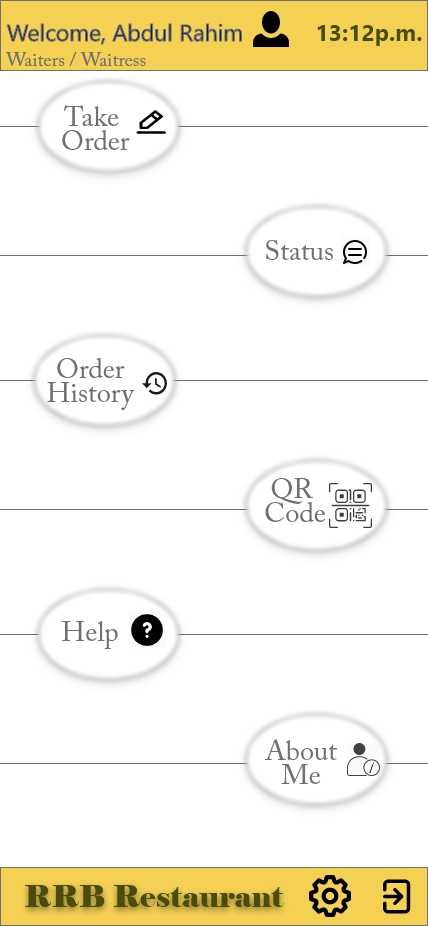 Welcome, Abdul Rahim
13:12p.m.
Waiters / Waitress
Take
Order
Status
Order
History
QR
Code
Help
?
About
Me
RRB Restaurant